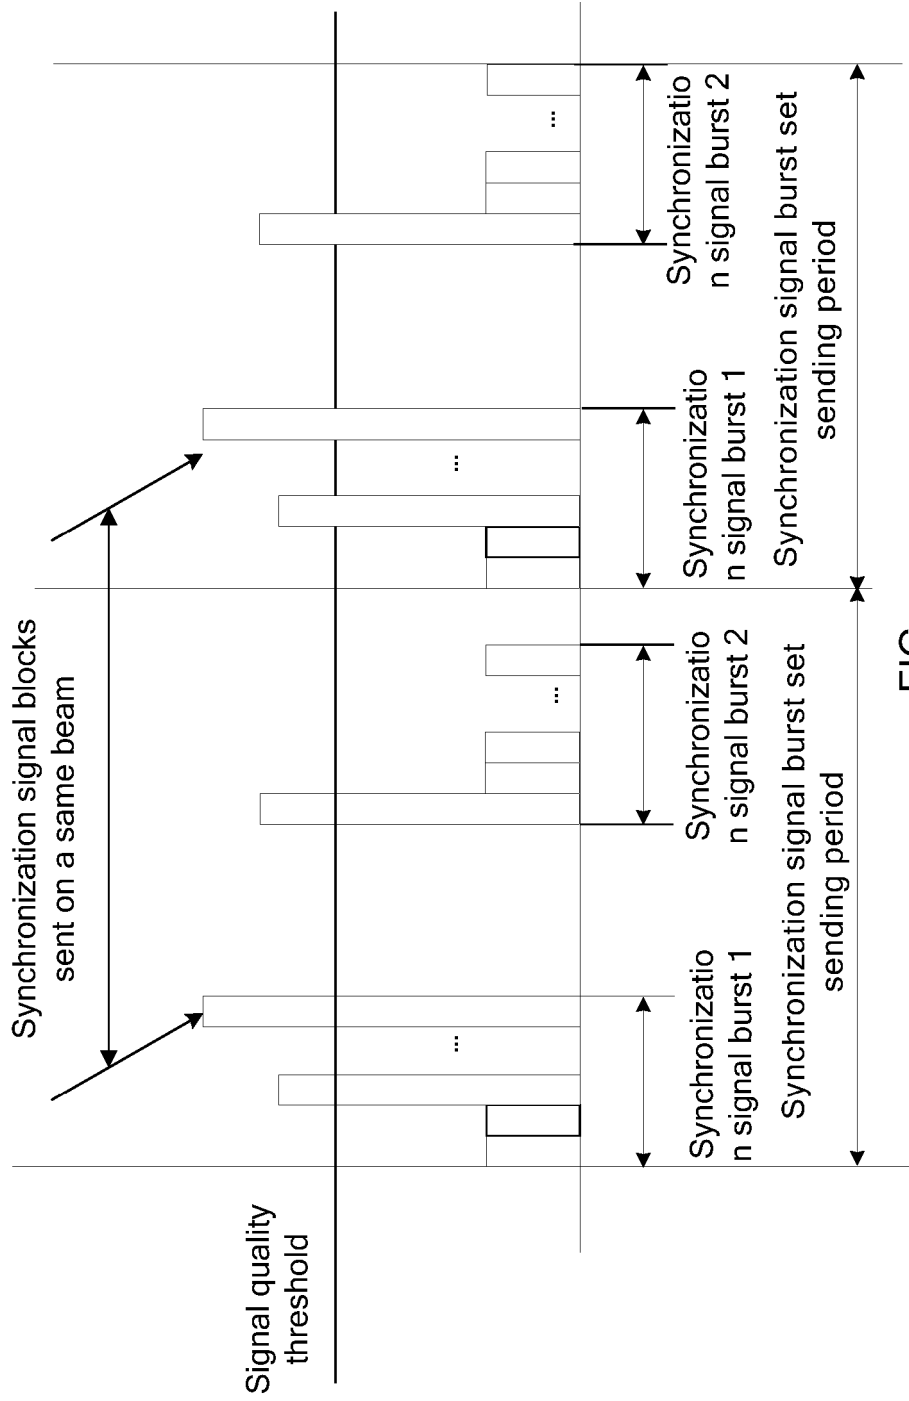 Synchronization signal blocks
sent on a same beam
Signal quality
threshold
...
...
...
...
Synchronizatio
n signal burst 1
Synchronizatio
n signal burst 2
Synchronizatio
n signal burst 1
Synchronizatio
n signal burst 2
Synchronization signal burst set
sending period
Synchronization signal burst set
sending period